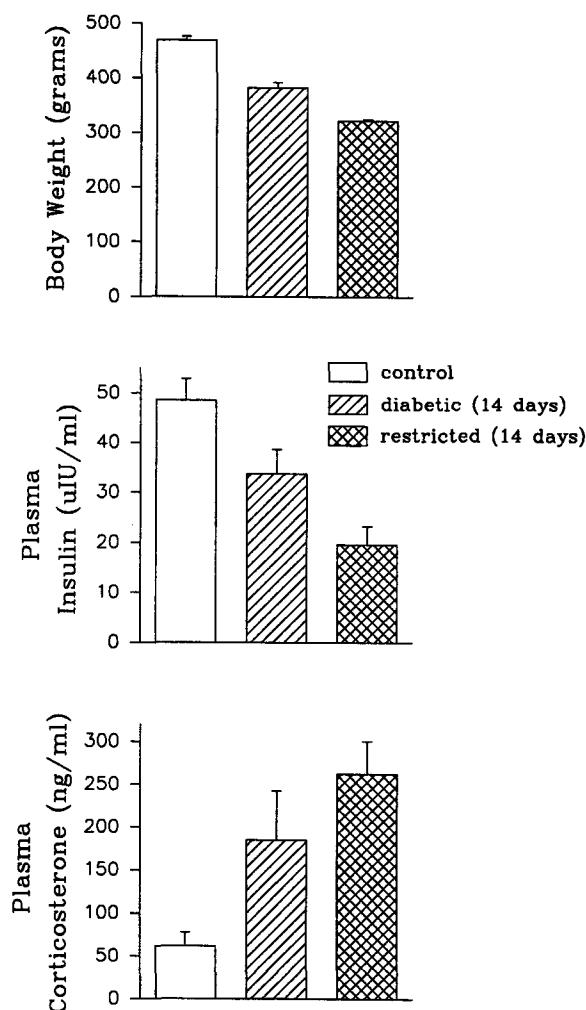 Body Weight (grams)
500
400
300
200
100
0
Plasma
Insulin (uIU/ml)
50
40
30
20
10
0
control
diabetic (14 days)
restricted (14 days)
Plasma
Corticosterone (ng/ml)
300
250
200
150
100
50
0